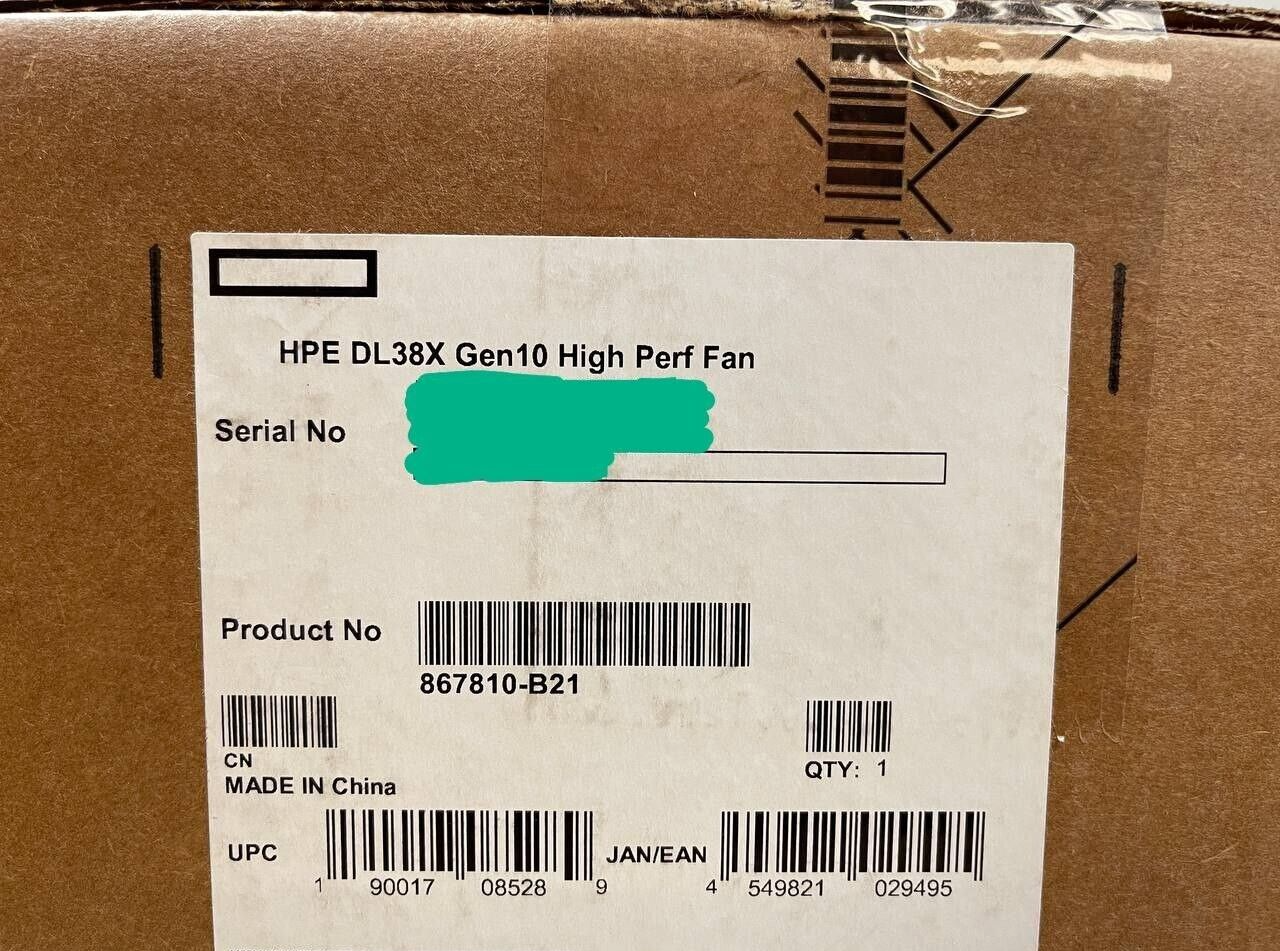 HPE DL38X Gen10 High Perf Fan
Serial No
Product No
867810-B21
CN
QTY: 1
MADE IN China
UPC 1 90017 08528 9 JAN/EAN 4 549821 029495